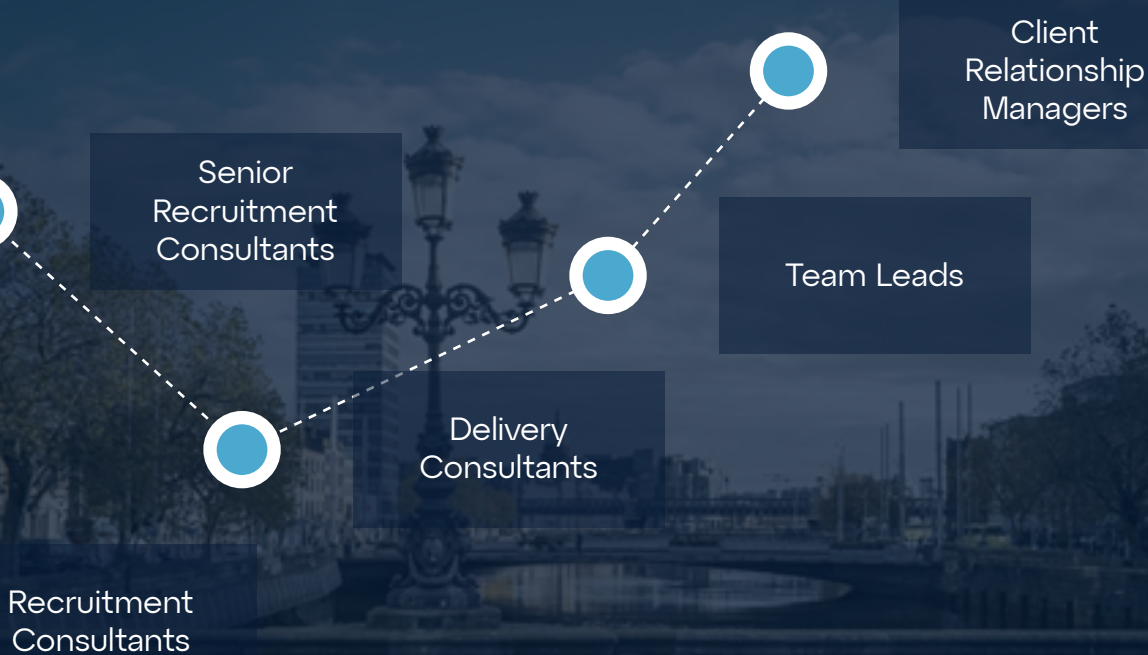 Client
Relationship
Managers
Senior
Recruitment
Consultants
Team Leads
Delivery
Consultants
Recruitment
Consultants